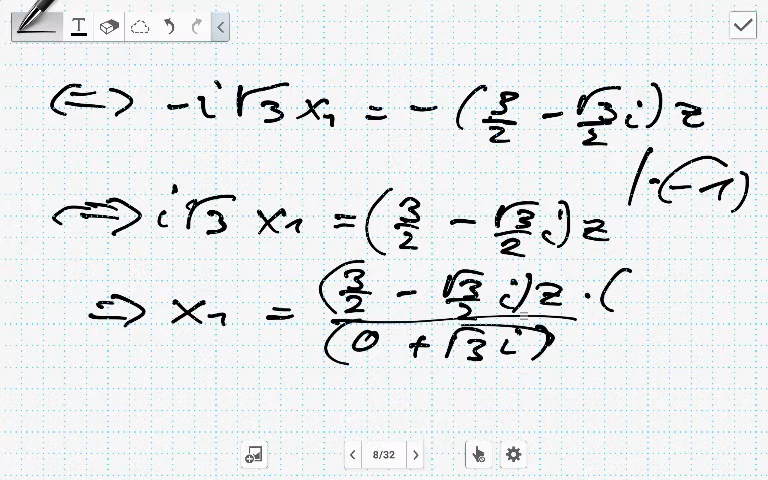 T
⇔ -i√3 x₁ = -(3/2 - √3/2 i) z
| ·(-1)
⇔ i√3 x₁ = (3/2 - √3/2 i) z
⇒ x₁ = (3/2 - √3/2 i) z · (
(0 + √3 i)
8/32